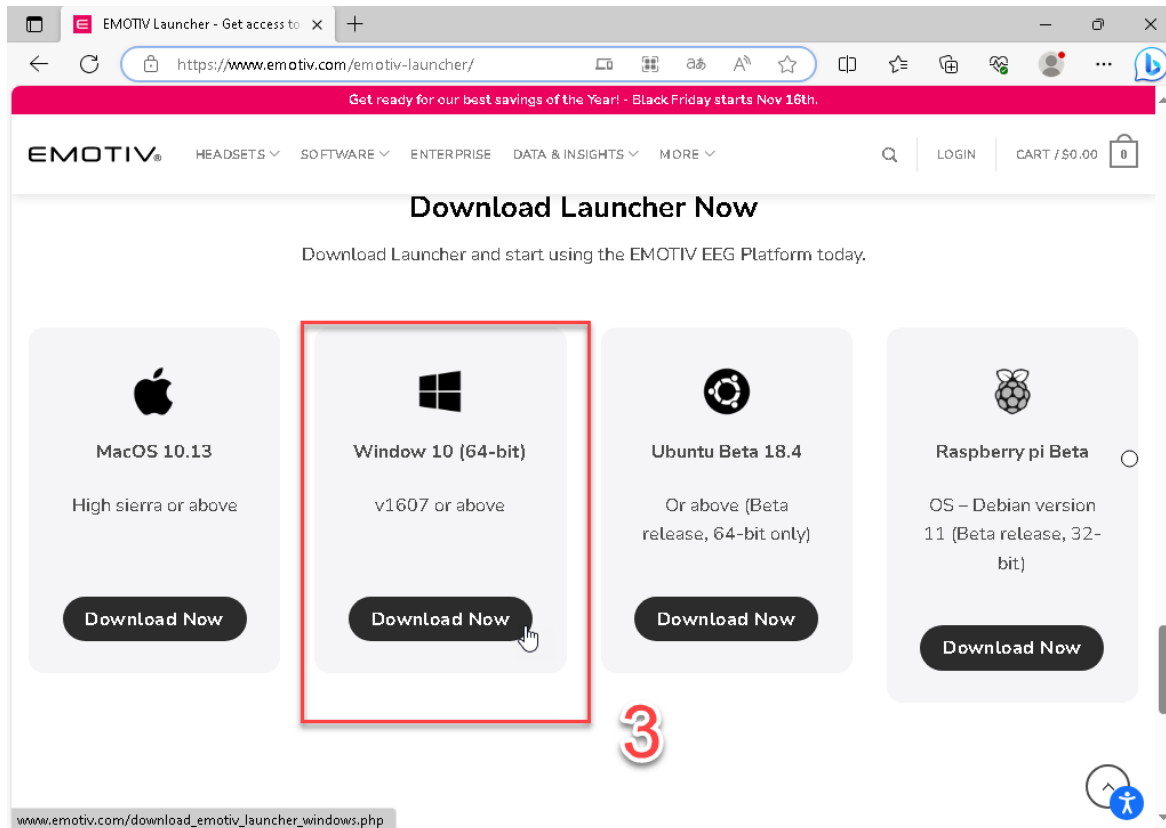 EMOTIV Launcher - Get access to
https://www.emotiv.com/emotiv-launcher/
Get ready for our best savings of the Year! - Black Friday starts Nov 16th.
EMOTIV® HEADSETS SOFTWARE ENTERPRISE DATA & INSIGHTS MORE LOGIN CART / $0.00 0
Download Launcher Now
Download Launcher and start using the EMOTIV EEG Platform today.
MacOS 10.13
High sierra or above
Download Now
Window 10 (64-bit)
v1607 or above
Download Now
Ubuntu Beta 18.4
Or above (Beta
release, 64-bit only)
Download Now
Raspberry pi Beta
OS – Debian version
11 (Beta release, 32-
bit)
Download Now
3
www.emotiv.com/download_emotiv_launcher_windows.php